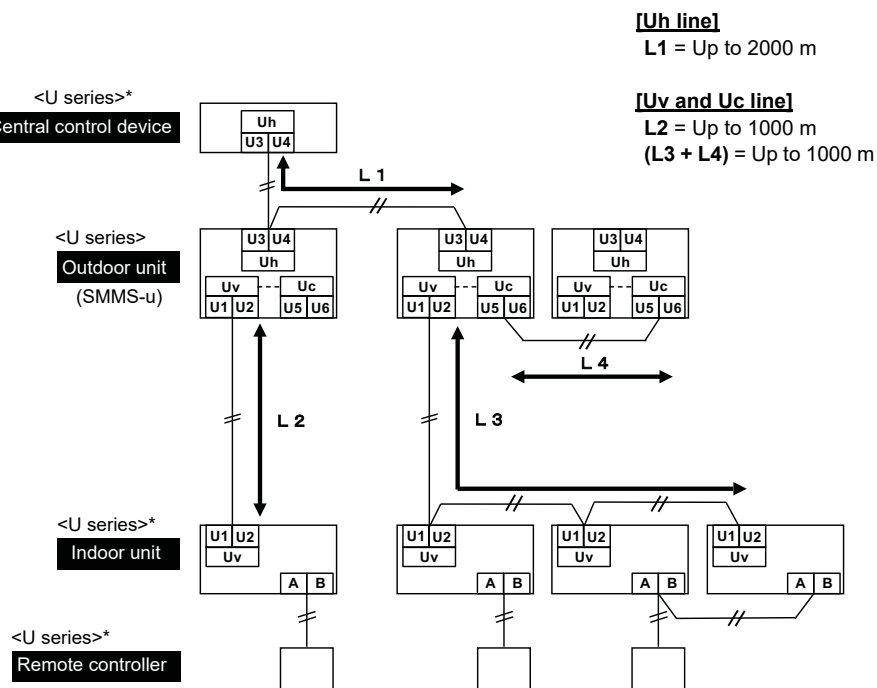 [Uh line]
L1 = Up to 2000 m
[Uv and Uc line]
L2 = Up to 1000 m
(L3 + L4) = Up to 1000 m
<U series>*
Central control device
Uh
U3 U4
L 1
<U series>
Outdoor unit
(SMMS-u)
U3 U4
Uh
Uv Uc
U1 U2 U5 U6
U3 U4
Uh
Uv Uc
U1 U2 U5 U6
U3 U4
Uh
Uv Uc
U1 U2 U5 U6
L 4
L 2
L 3
<U series>*
Indoor unit
U1 U2
Uv
A B
U1 U2
Uv
A B
U1 U2
Uv
A B
U1 U2
Uv
A B
<U series>*
Remote controller